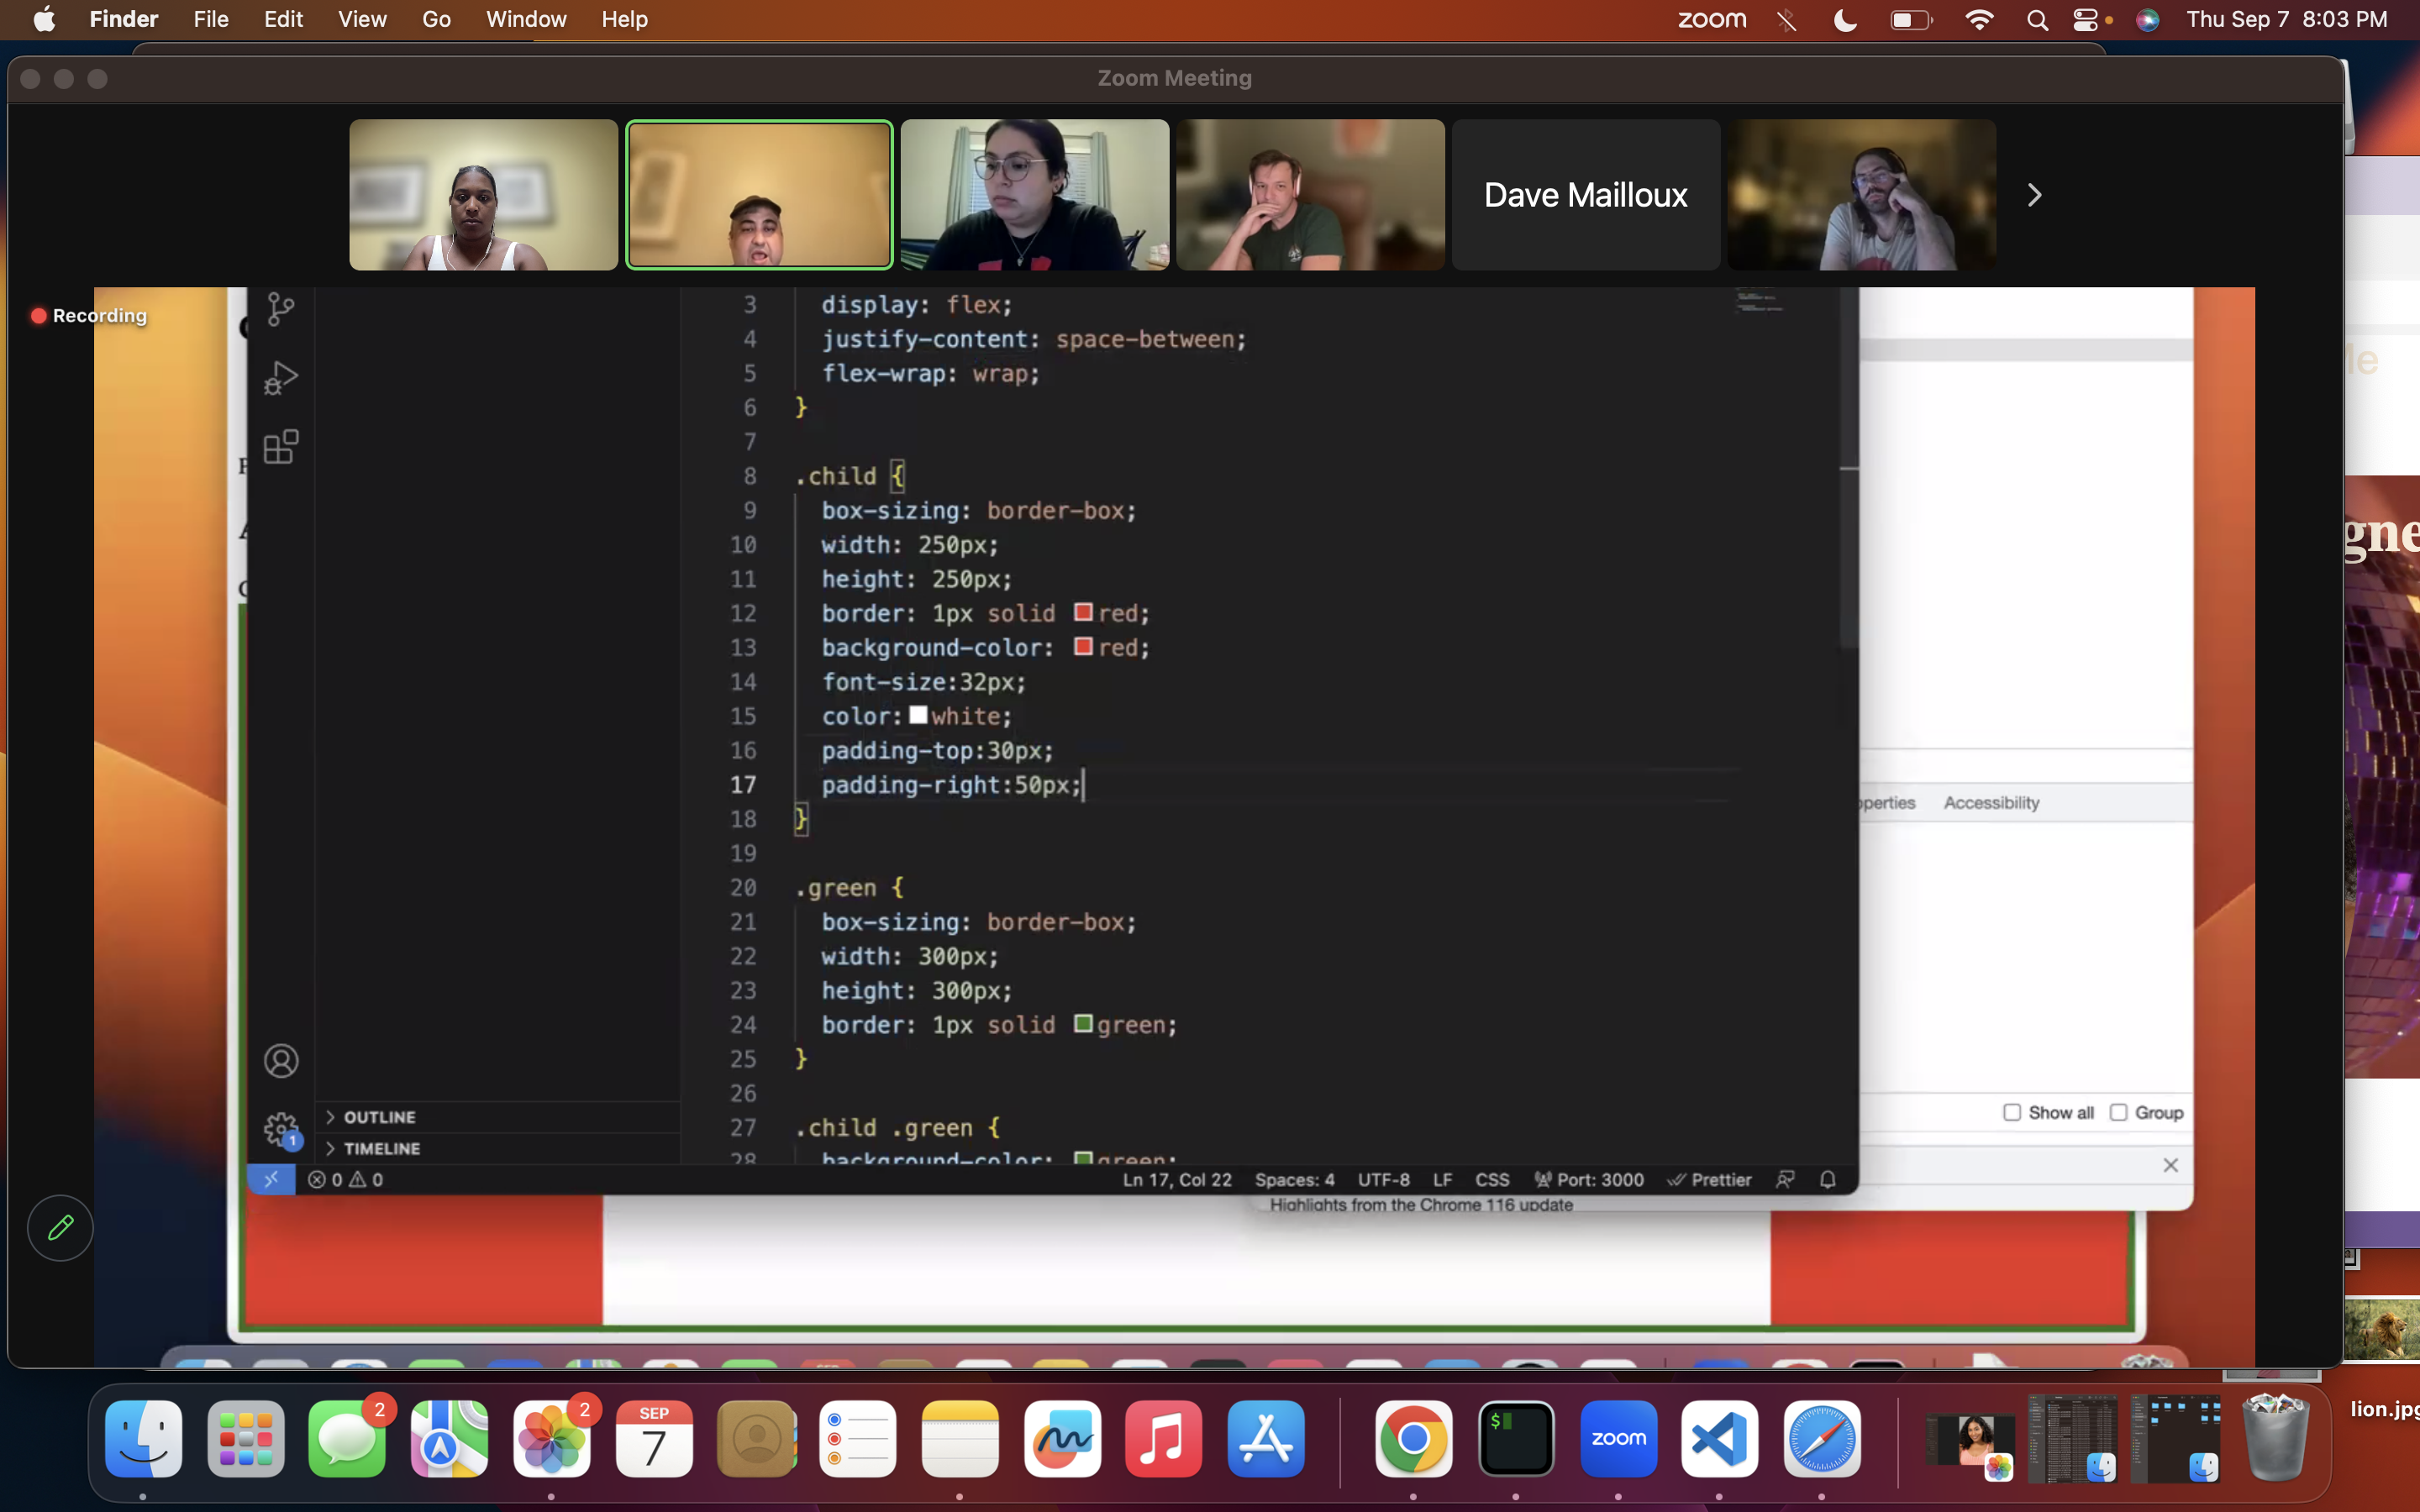 Finder File Edit View Go Window Help zoom Thu Sep 7 8:03 PM
Zoom Meeting
Dave Mailloux
Recording
3 display: flex;
4 justify-content: space-between;
5 flex-wrap: wrap;
6 }
7
8 .child {
9 box-sizing: border-box;
10 width: 250px;
11 height: 250px;
12 border: 1px solid red;
13 background-color: red;
14 font-size:32px;
15 color: white;
16 padding-top:30px;
17 padding-right:50px;
18 }
19
20 .green {
21 box-sizing: border-box;
22 width: 300px;
23 height: 300px;
24 border: 1px solid green;
25 }
26
27 .child .green {
28 background-color: green;
OUTLINE
TIMELINE
1
0 0 Ln 17, Col 22 Spaces: 4 UTF-8 LF CSS Port: 3000 Prettier
perties Accessibility
Show all Group
Highlights from the Chrome 116 update
gne
2
2
SEP
7
$
zoom
lion.jpg